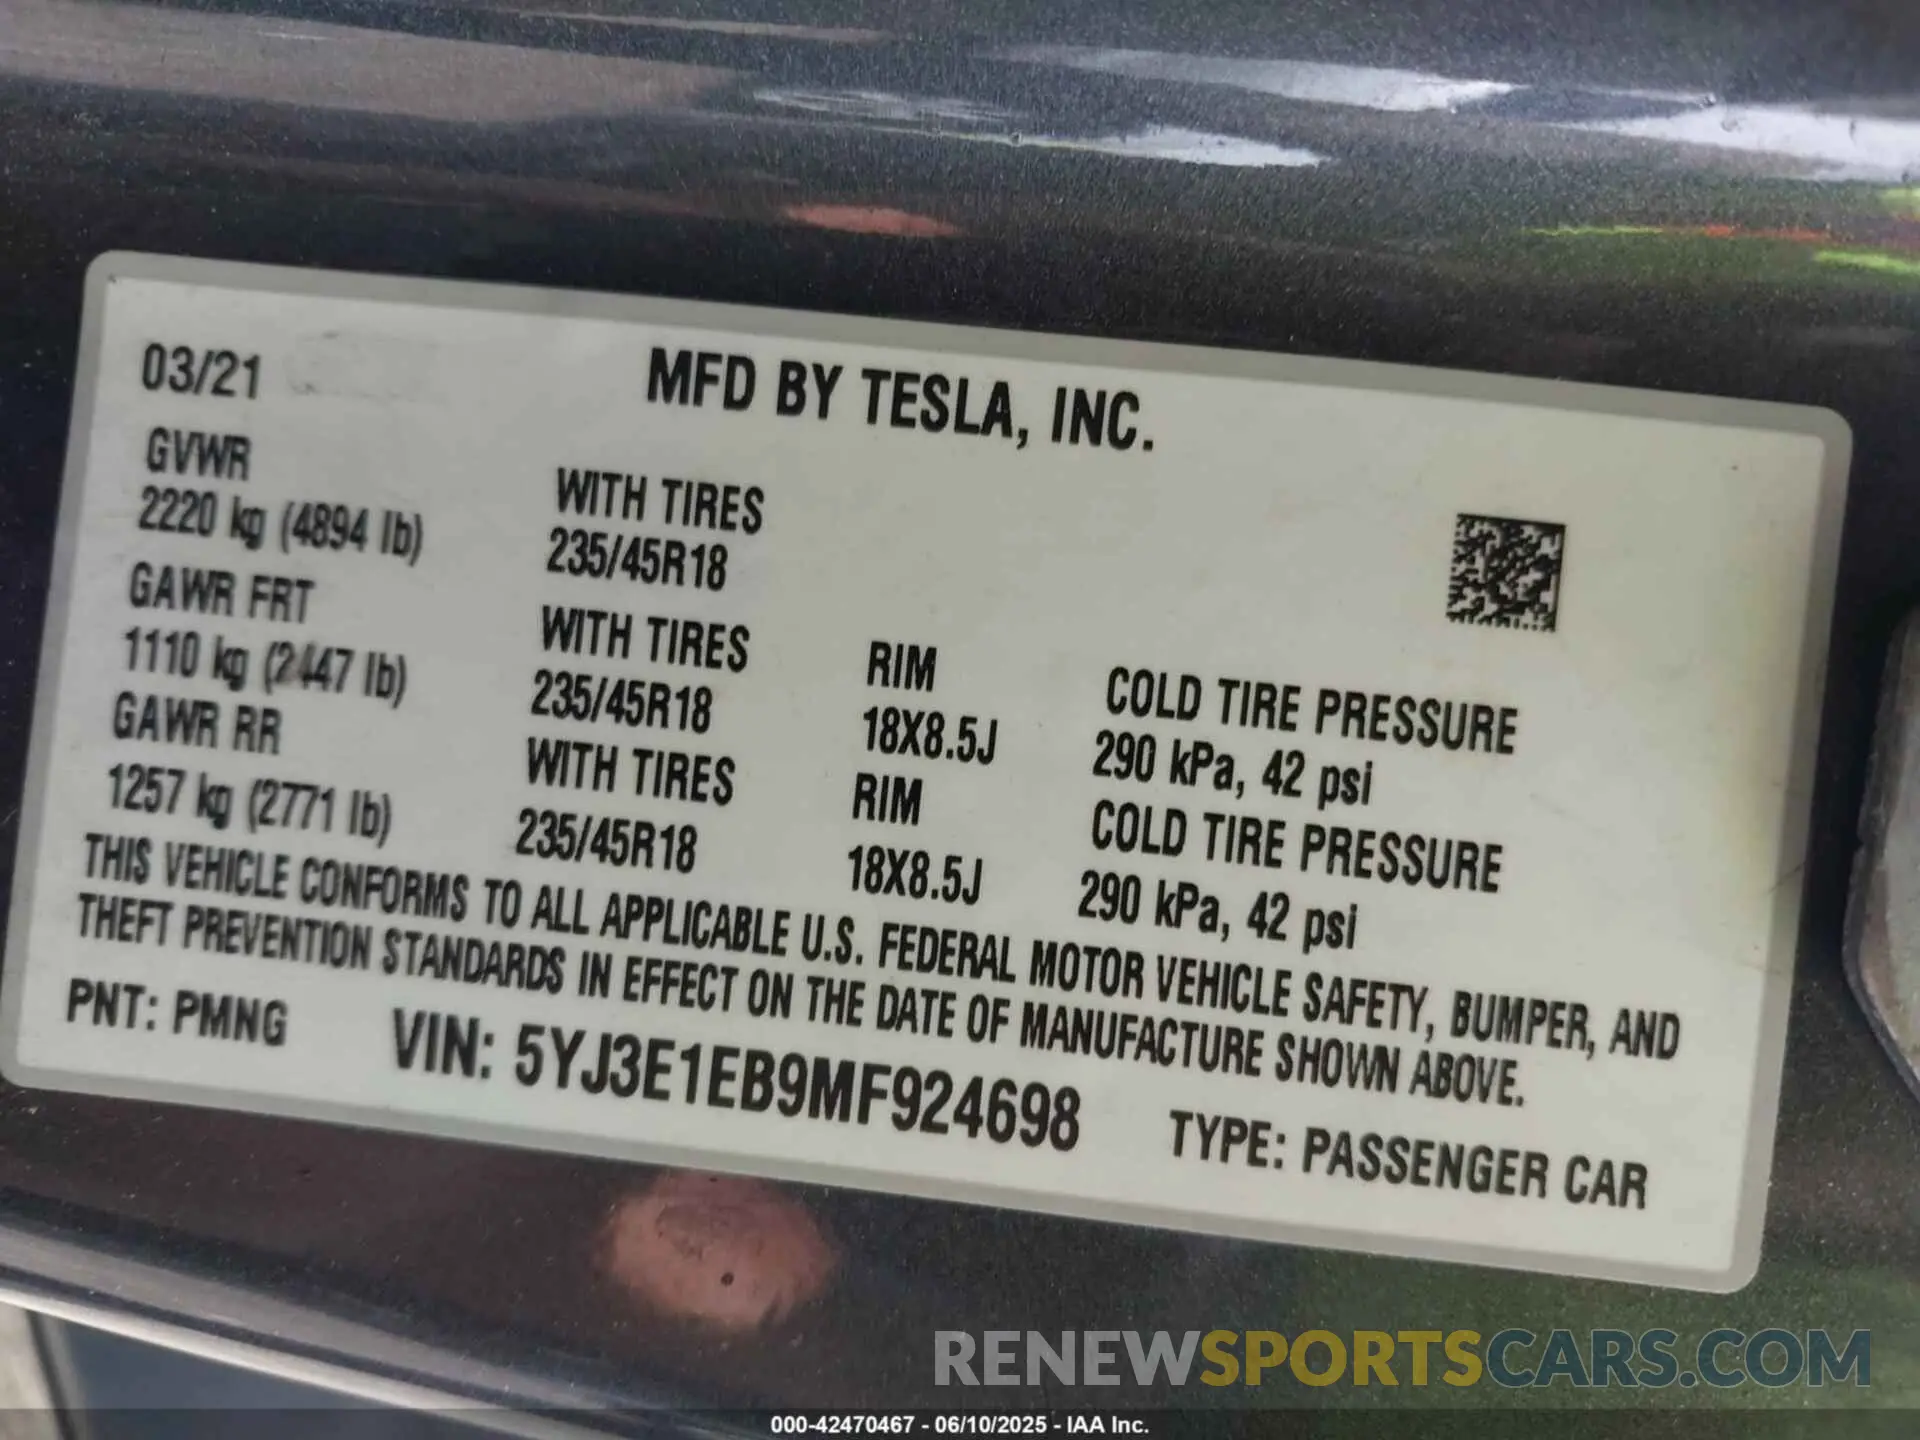 03/21 MFD BY TESLA, INC.
GVWR
2220 kg (4894 lb)
WITH TIRES
235/45R18
GAWR FRT
1110 kg (2447 lb)
WITH TIRES
235/45R18
RIM
18X8.5J
COLD TIRE PRESSURE
290 kPa, 42 psi
GAWR RR
1257 kg (2771 lb)
WITH TIRES
235/45R18
RIM
18X8.5J
COLD TIRE PRESSURE
290 kPa, 42 psi
THIS VEHICLE CONFORMS TO ALL APPLICABLE U.S. FEDERAL MOTOR VEHICLE SAFETY, BUMPER, AND
THEFT PREVENTION STANDARDS IN EFFECT ON THE DATE OF MANUFACTURE SHOWN ABOVE.
PNT: PMNG VIN: 5YJ3E1EB9MF924698 TYPE: PASSENGER CAR
RENEWSPORTSCARS.COM
000-42470467 - 06/10/2025 - IAA Inc.